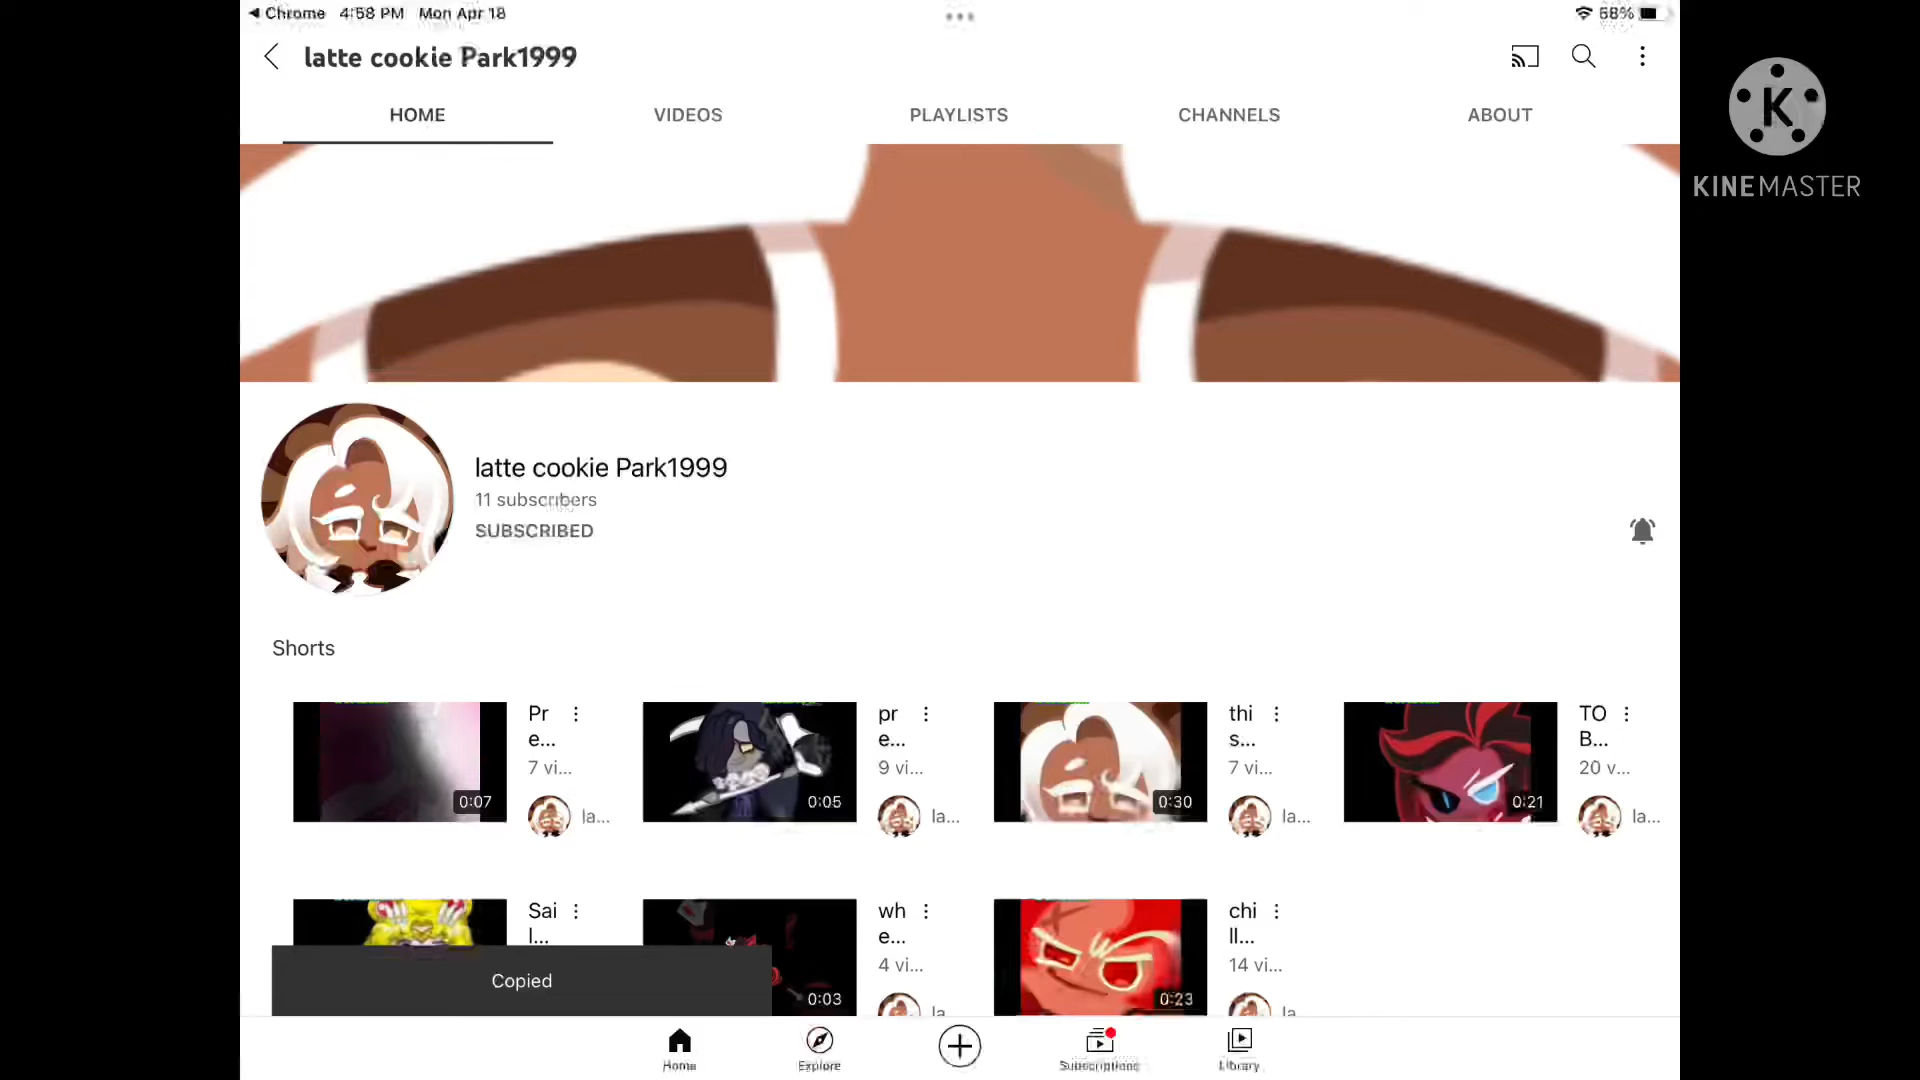 Chrome 4:58 PM Mon Apr 18
68%
latte cookie Park1999
HOME VIDEOS PLAYLISTS CHANNELS ABOUT
K
KINEMASTER
latte cookie Park1999
11 subscribers
SUBSCRIBED
Shorts
Pr
e...
7 vi...
0:07
la...
pr
e...
9 vi...
0:05
la...
thi
s...
7 vi...
0:30
la...
TO
B...
20 v...
0:21
la...
Sai
l...
wh
e...
4 vi...
0:03
la
chi
ll...
14 vi...
0:23
la
Copied
Home Explore Subscriptions Library